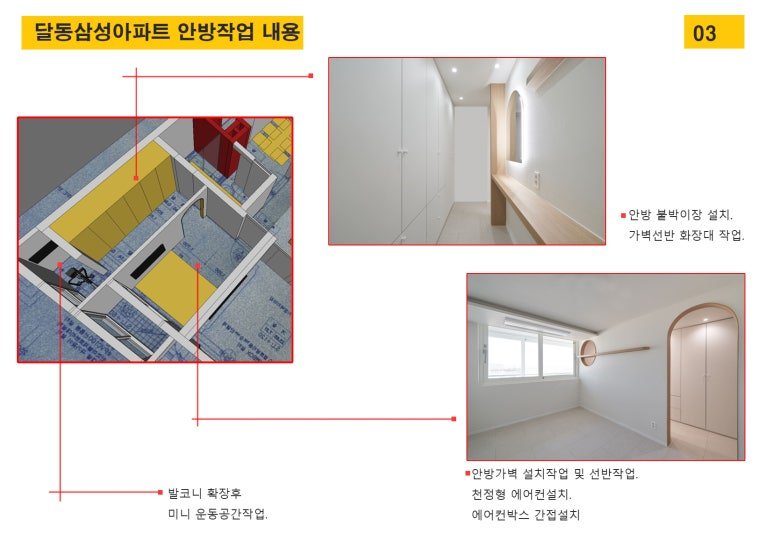 달동삼성아파트 안방작업 내용
03
안방 붙박이장 설치.
가벽선반 화장대 작업.
안방가벽 설치작업 및 선반작업.
천정형 에어컨설치.
에어컨박스 간접설치
발코니 확장후
미니 운동공간작업.